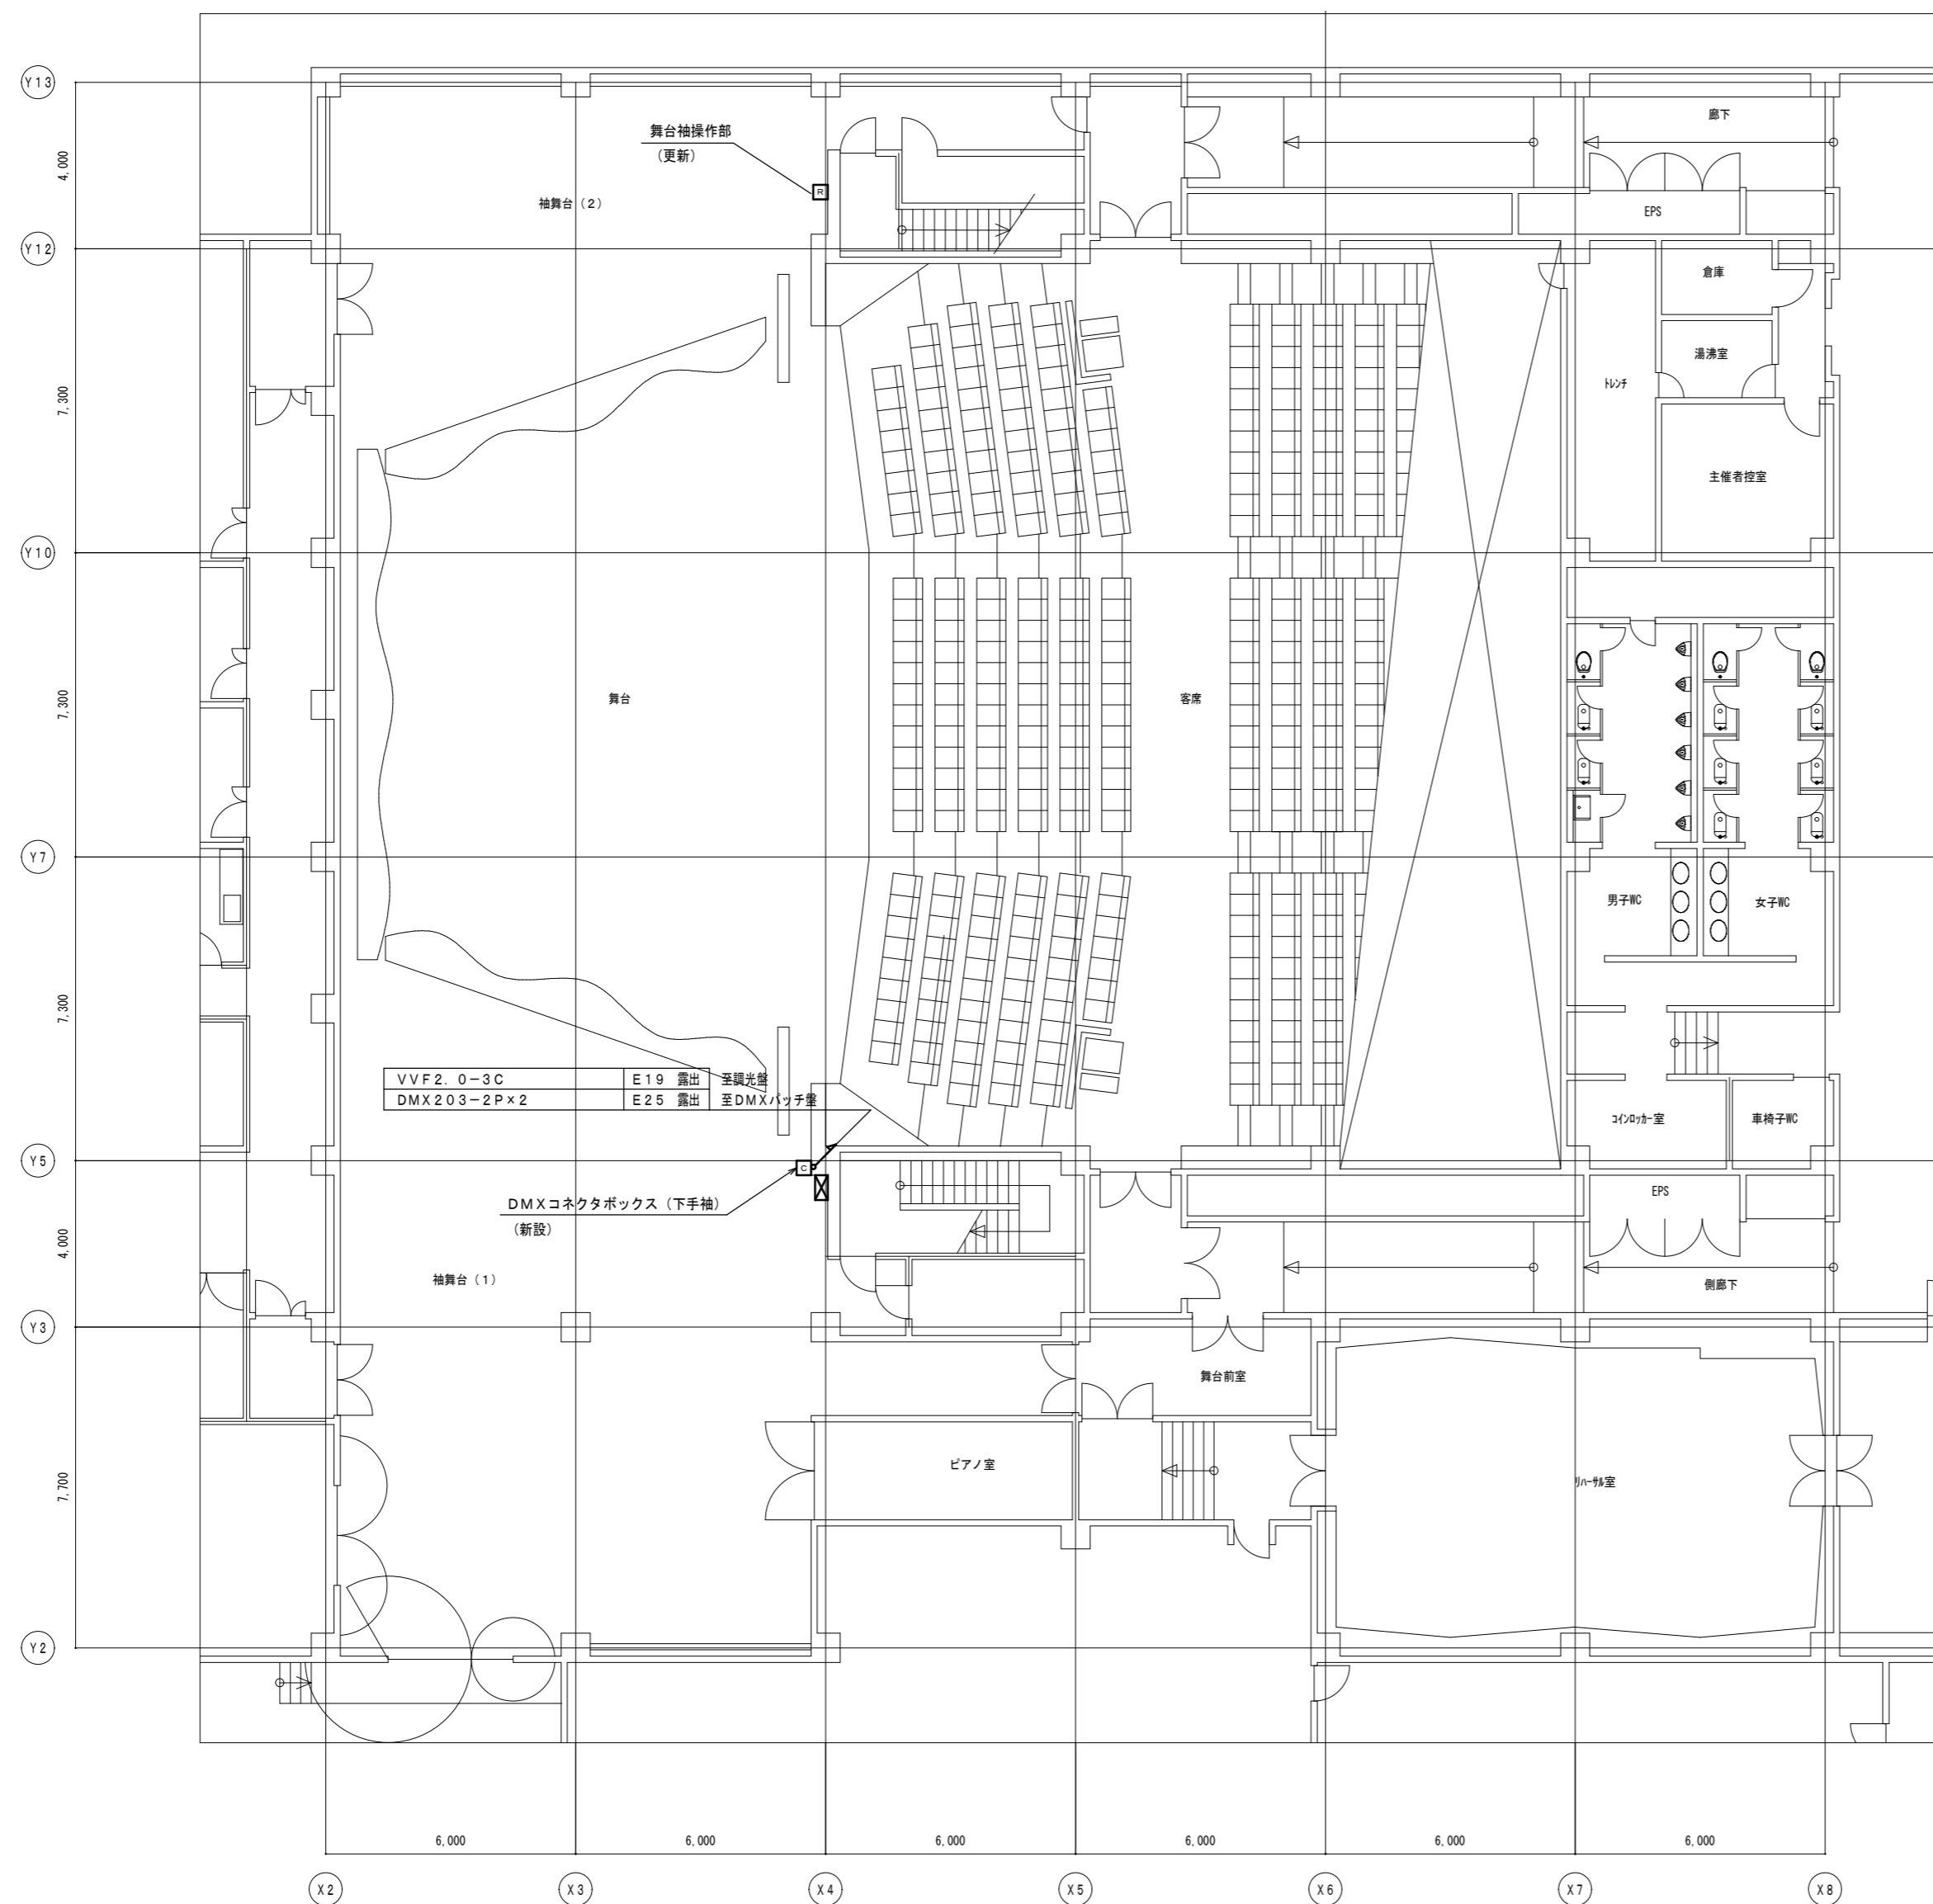 Y13
4,000
舞台袖操作部
(更新)
廊下
袖舞台(2)
R
EPS
Y12
倉庫
湯沸室
7,300
トレンチ
主催者控室
Y10
7,300
舞台
客席
Y7
男子WC
女子WC
7,300
VVF2.0-3C E19 露出 至調光盤
DMX203-2P×2 E25 露出 至DMXパッチ盤
コインロッカー室
車椅子WC
Y5
C
DMXコネクタボックス(下手袖)
(新設)
EPS
4,000
袖舞台(1)
側廊下
Y3
舞台前室
7,700
ピアノ室
リハーサル室
Y2
6,000 6,000 6,000 6,000 6,000 6,000
X2 X3 X4 X5 X6 X7 X8